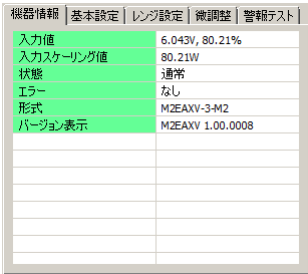 機器情報 基本設定 レンジ設定 微調整 警報テスト
入力値 6.043V, 80.21%
入力スケーリング値 80.21W
状態 通常
エラー なし
形式 M2EAXV-3-M2
バージョン表示 M2EAXV 1.00.0008